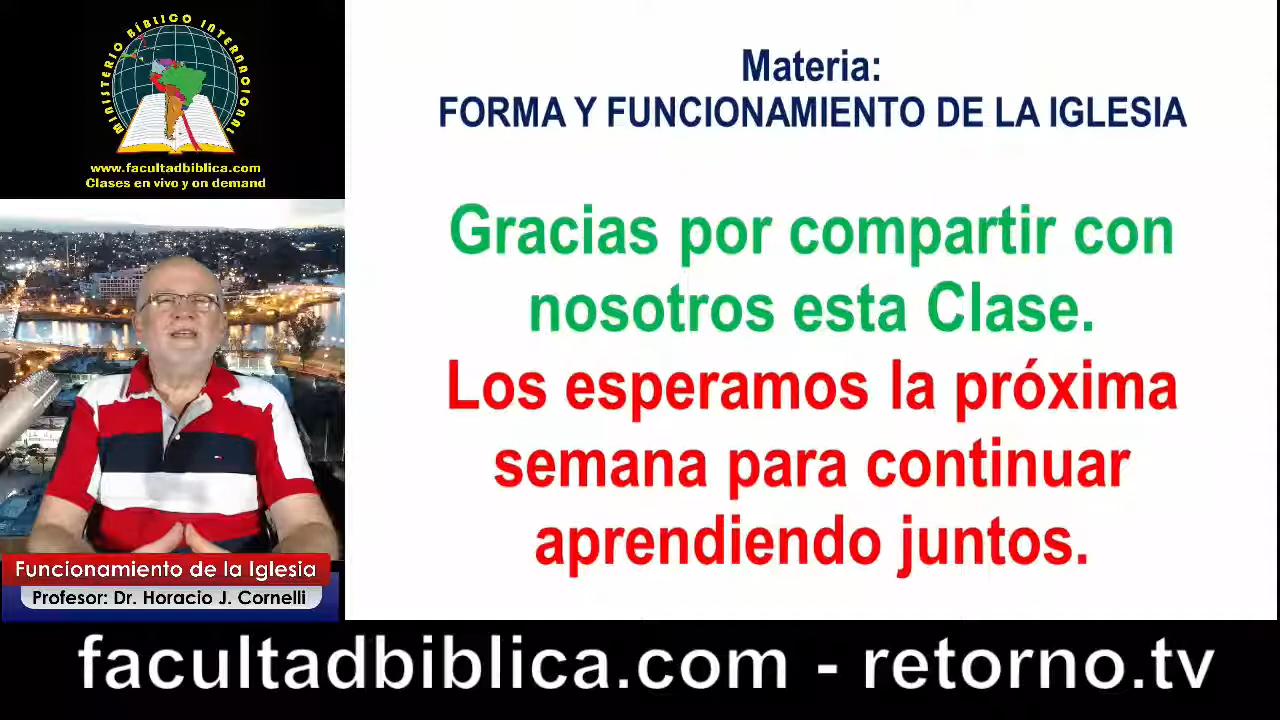 MINISTERIO BÍBLICO INTERNACIONAL
www.facultadbiblica.com
Clases en vivo y on demand
Materia:
FORMA Y FUNCIONAMIENTO DE LA IGLESIA
Gracias por compartir con
nosotros esta Clase.
Los esperamos la próxima
semana para continuar
aprendiendo juntos.
Funcionamiento de la Iglesia
Profesor: Dr. Horacio J. Cornelli
facultadbiblica.com - retorno.tv